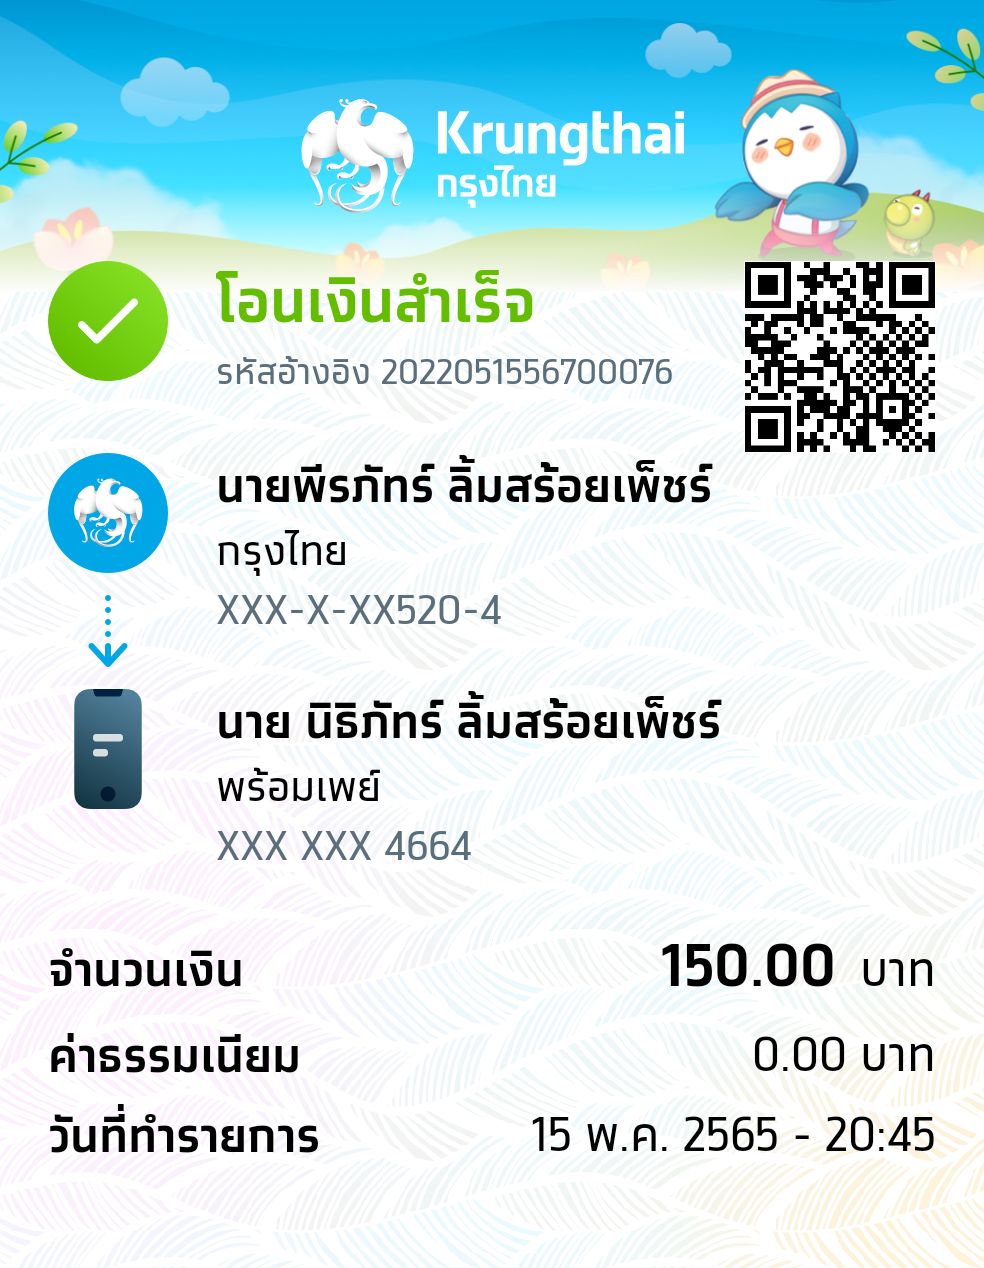 Krungthai
กรุงไทย
โอนเงินสำเร็จ
รหัสอ้างอิง 2022051556700076
นายพีรภัทร์ ลิ้มสร้อยเพ็ชร์
กรุงไทย
XXX-X-XX520-4
นาย นิธิภัทร์ ลิ้มสร้อยเพ็ชร์
พร้อมเพย์
XXX XXX 4664
จำนวนเงิน 150.00 บาท
ค่าธรรมเนียม 0.00 บาท
วันที่ทำรายการ 15 พ.ค. 2565 - 20:45